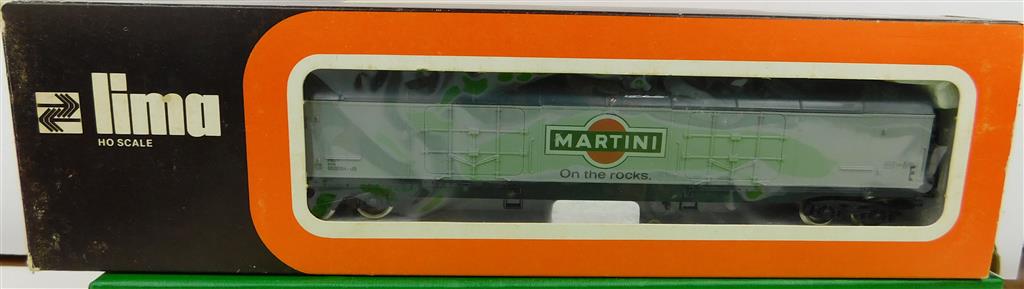 lima
HO SCALE
MARTINI
On the rocks.